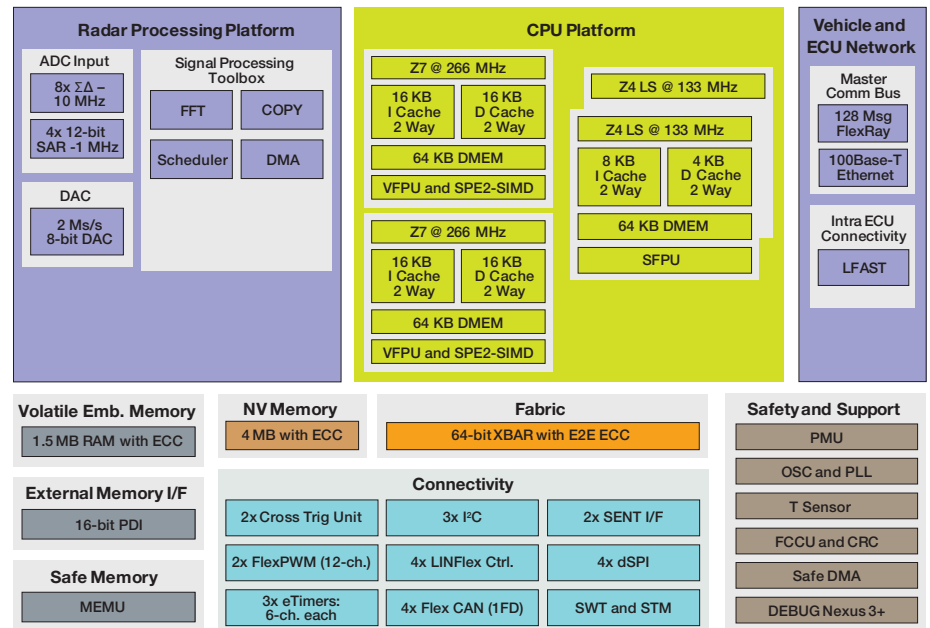 Radar Processing Platform
ADC Input
8x ΣΔ –
10 MHz
4x 12-bit
SAR -1 MHz
DAC
2 Ms/s
8-bit DAC
Signal Processing
Toolbox
FFT
COPY
Scheduler
DMA
CPU Platform
Z7 @ 266 MHz
16 KB
I Cache
2 Way
16 KB
D Cache
2 Way
64 KB DMEM
VFPU and SPE2-SIMD
Z7 @ 266 MHz
16 KB
I Cache
2 Way
16 KB
D Cache
2 Way
64 KB DMEM
VFPU and SPE2-SIMD
Z4 LS @ 133 MHz
Z4 LS @ 133 MHz
8 KB
I Cache
2 Way
4 KB
D Cache
2 Way
64 KB DMEM
SFPU
Vehicle and
ECU Network
Master
Comm Bus
128 Msg
FlexRay
100Base-T
Ethernet
Intra ECU
Connectivity
LFAST
Volatile Emb. Memory
1.5 MB RAM with ECC
External Memory I/F
16-bit PDI
Safe Memory
MEMU
NV Memory
4 MB with ECC
Fabric
64-bit XBAR with E2E ECC
Connectivity
2x Cross Trig Unit
3x I²C
2x SENT I/F
2x FlexPWM (12-ch.)
4x LINFlex Ctrl.
4x dSPI
3x eTimers:
6-ch. each
4x Flex CAN (1FD)
SWT and STM
Safety and Support
PMU
OSC and PLL
T Sensor
FCCU and CRC
Safe DMA
DEBUG Nexus 3+